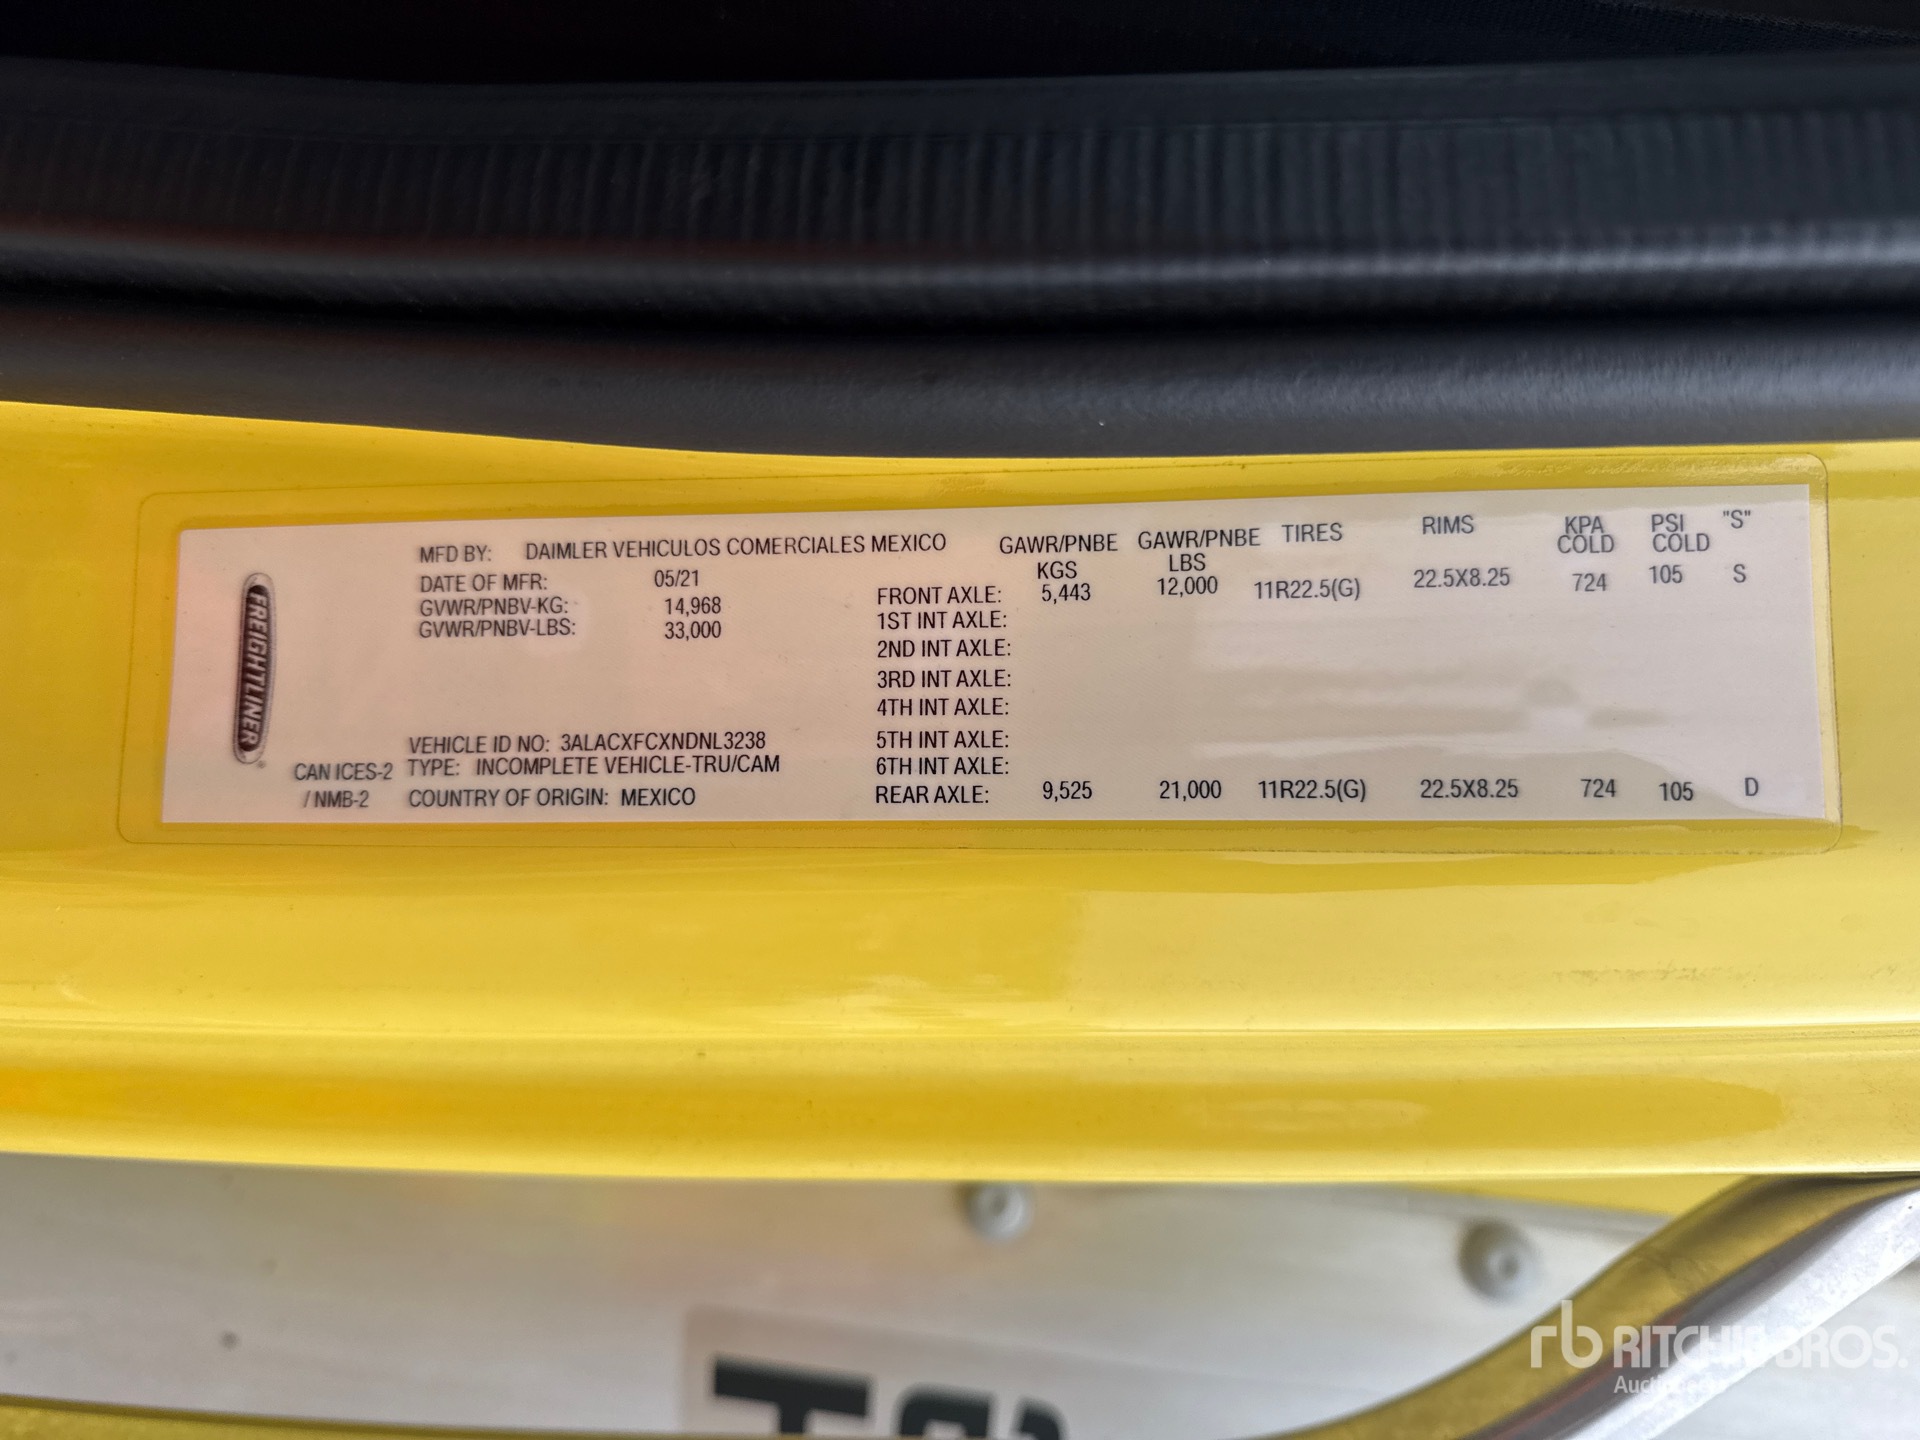 FREIGHTLINER
MFD BY: DAIMLER VEHICULOS COMERCIALES MEXICO
DATE OF MFR: 05/21
GVWR/PNBV-KG: 14,968
GVWR/PNBV-LBS: 33,000
VEHICLE ID NO: 3ALACXFCXNDNL3238
CAN ICES-2 TYPE: INCOMPLETE VEHICLE-TRU/CAM
/ NMB-2 COUNTRY OF ORIGIN: MEXICO
GAWR/PNBE GAWR/PNBE TIRES RIMS KPA PSI "S"
KGS LBS COLD COLD
FRONT AXLE: 5,443 12,000 11R22.5(G) 22.5X8.25 724 105 S
1ST INT AXLE:
2ND INT AXLE:
3RD INT AXLE:
4TH INT AXLE:
5TH INT AXLE:
6TH INT AXLE:
REAR AXLE: 9,525 21,000 11R22.5(G) 22.5X8.25 724 105 D
rb RITCHIE BROS.